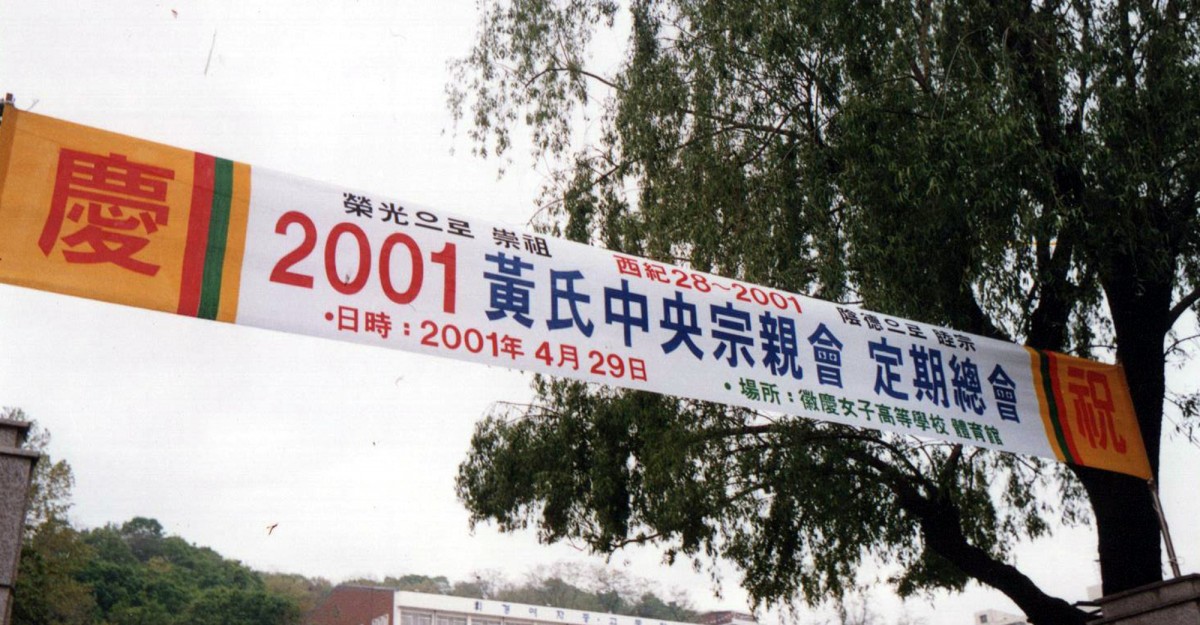 慶
榮光으로 崇祖
西紀28~2001
陰德으로 睦宗
2001 黃氏中央宗親會 定期總會
•日時 : 2001年 4月 29日
•場所 : 徽慶女子高等學校 體育館
祝